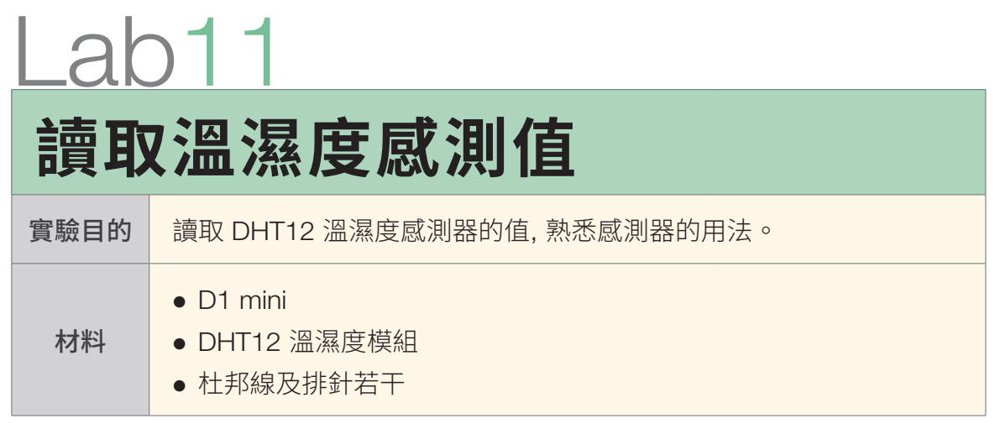 Lab11
讀取溫濕度感測值
實驗目的
讀取 DHT12 溫濕度感測器的值, 熟悉感測器的用法。
材料
● D1 mini
● DHT12 溫濕度模組
● 杜邦線及排針若干